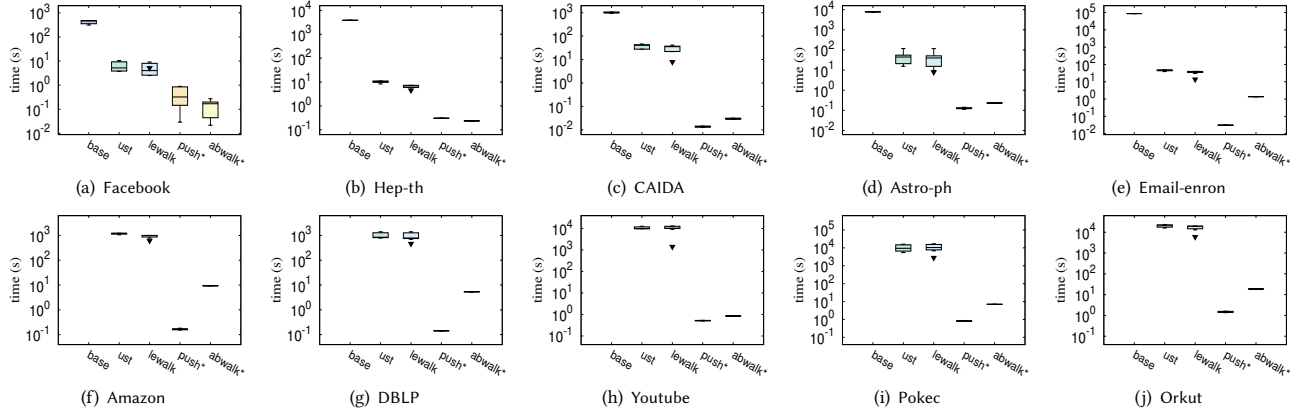 time (s)
10^3
10^2
10^1
10^0
10^-1
10^-2
base
ust
lewalk
push*
abwalk*
(a) Facebook
time (s)
10^4
10^3
10^2
10^1
10^0
10^-1
base
ust
lewalk
push*
abwalk*
(b) Hep-th
time (s)
10^3
10^2
10^1
10^0
10^-1
10^-2
base
ust
lewalk
push*
abwalk*
(c) CAIDA
time (s)
10^4
10^3
10^2
10^1
10^0
10^-1
10^-2
base
ust
lewalk
push*
abwalk*
(d) Astro-ph
time (s)
10^5
10^4
10^3
10^2
10^1
10^0
10^-1
10^-2
base
ust
lewalk
push*
abwalk*
(e) Email-enron
time (s)
10^3
10^2
10^1
10^0
10^-1
base
ust
lewalk
push*
abwalk*
(f) Amazon
time (s)
10^3
10^2
10^1
10^0
10^-1
base
ust
lewalk
push*
abwalk*
(g) DBLP
time (s)
10^4
10^3
10^2
10^1
10^0
10^-1
base
ust
lewalk
push*
abwalk*
(h) Youtube
time (s)
10^5
10^4
10^3
10^2
10^1
10^0
10^-1
base
ust
lewalk
push*
abwalk*
(i) Pokec
time (s)
10^4
10^3
10^2
10^1
10^0
10^-1
base
ust
lewalk
push*
abwalk*
(j) Orkut